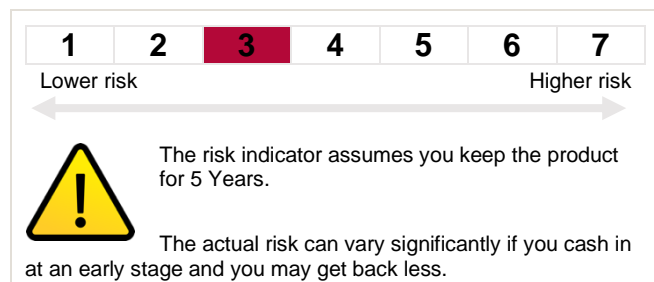 1 2 3 4 5 6 7
Lower risk Higher risk
The risk indicator assumes you keep the product
for 5 Years.
The actual risk can vary significantly if you cash in
at an early stage and you may get back less.